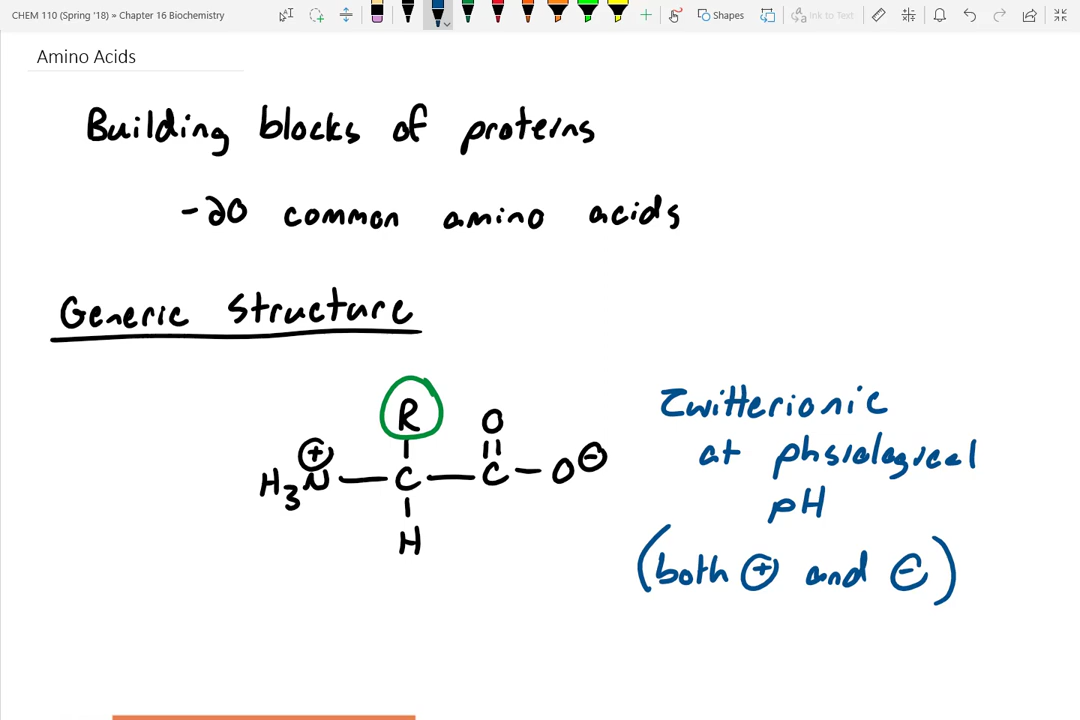 CHEM 110 (Spring '18) » Chapter 16 Biochemistry
Shapes
Ink to Text
Amino Acids
Building blocks of proteins
-20 common amino acids
Generic Structure
R O
H₃N⊕ — C — C - O⊖
H
Zwitterionic
at phsiological
pH
(both ⊕ and ⊖)